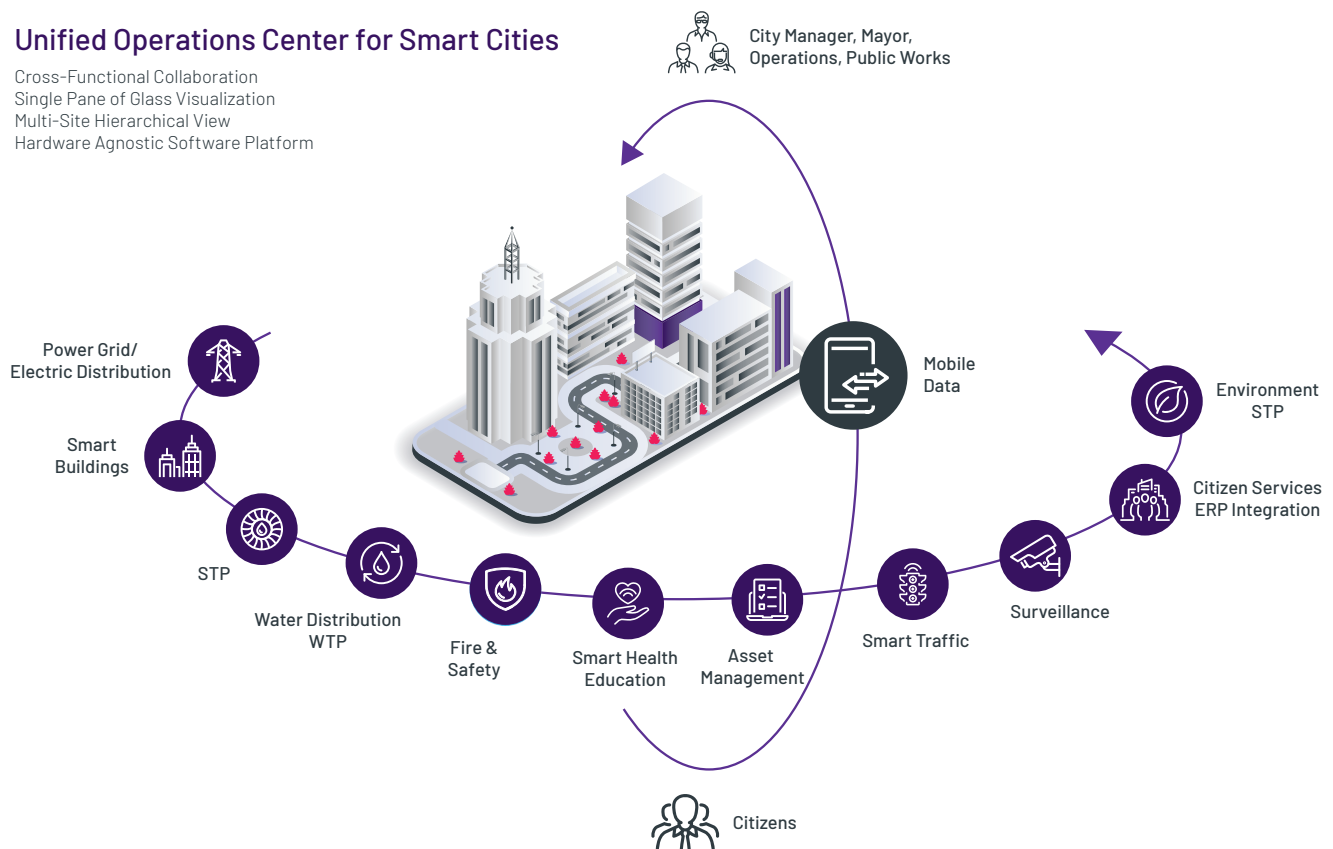 Unified Operations Center for Smart Cities
Cross-Functional Collaboration
Single Pane of Glass Visualization
Multi-Site Hierarchical View
Hardware Agnostic Software Platform
City Manager, Mayor,
Operations, Public Works
Power Grid/
Electric Distribution
Mobile
Data
Environment
STP
Smart
Buildings
Citizen Services
ERP Integration
STP
Water Distribution
WTP
Fire &
Safety
Smart Health
Education
Asset
Management
Smart Traffic
Surveillance
Citizens